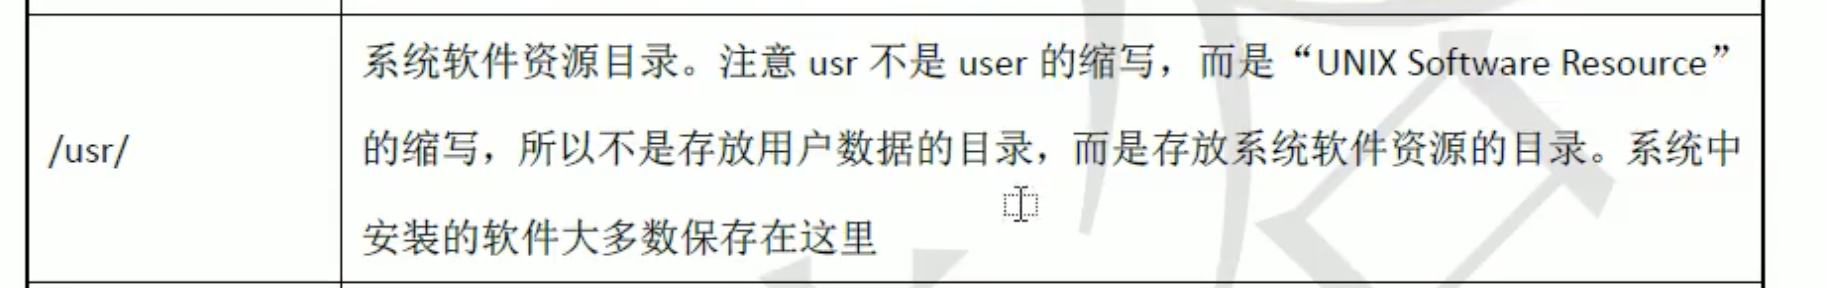 系统软件资源目录。注意 usr 不是 user 的缩写，而是“UNIX Software Resource”
/usr/
的缩写，所以不是存放用户数据的目录，而是存放系统软件资源的目录。系统中
安装的软件大多数保存在这里